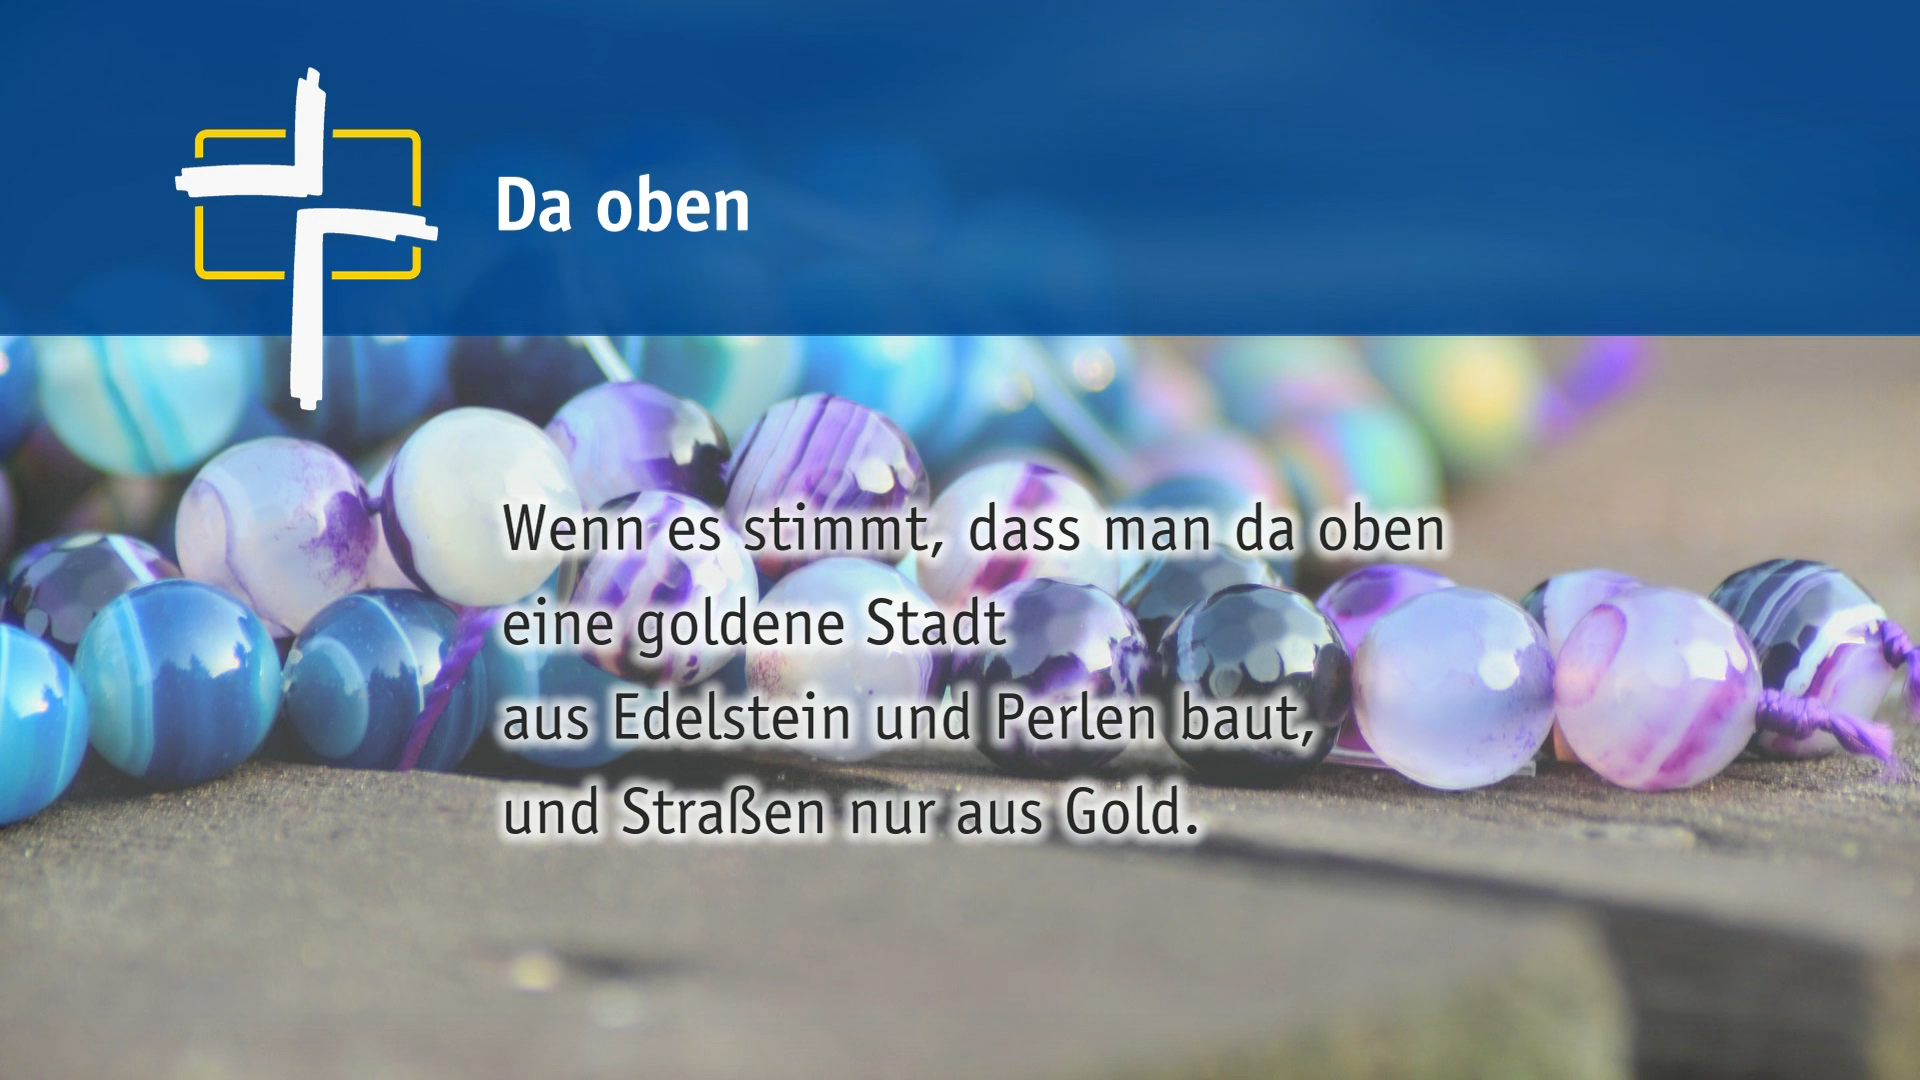 Da oben
Wenn es stimmt, dass man da oben
eine goldene Stadt
aus Edelstein und Perlen baut,
und Straßen nur aus Gold.